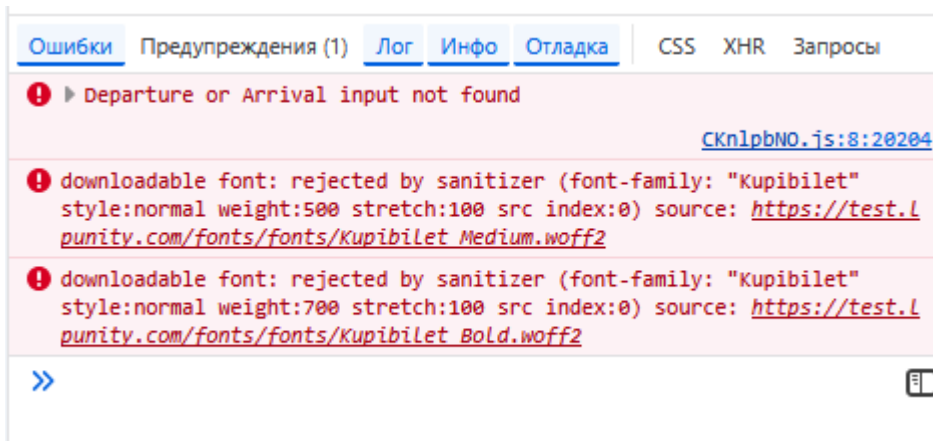 Ошибки Предупреждения (1) Лог Инфо Отладка CSS XHR Запросы
Departure or Arrival input not found
CKnlpbNO.js:8:20204
downloadable font: rejected by sanitizer (font-family: "Kupibilet"
style:normal weight:500 stretch:100 src index:0) source: https://test.l
punity.com/fonts/fonts/Kupibilet_Medium.woff2
downloadable font: rejected by sanitizer (font-family: "Kupibilet"
style:normal weight:700 stretch:100 src index:0) source: https://test.l
punity.com/fonts/fonts/Kupibilet_Bold.woff2